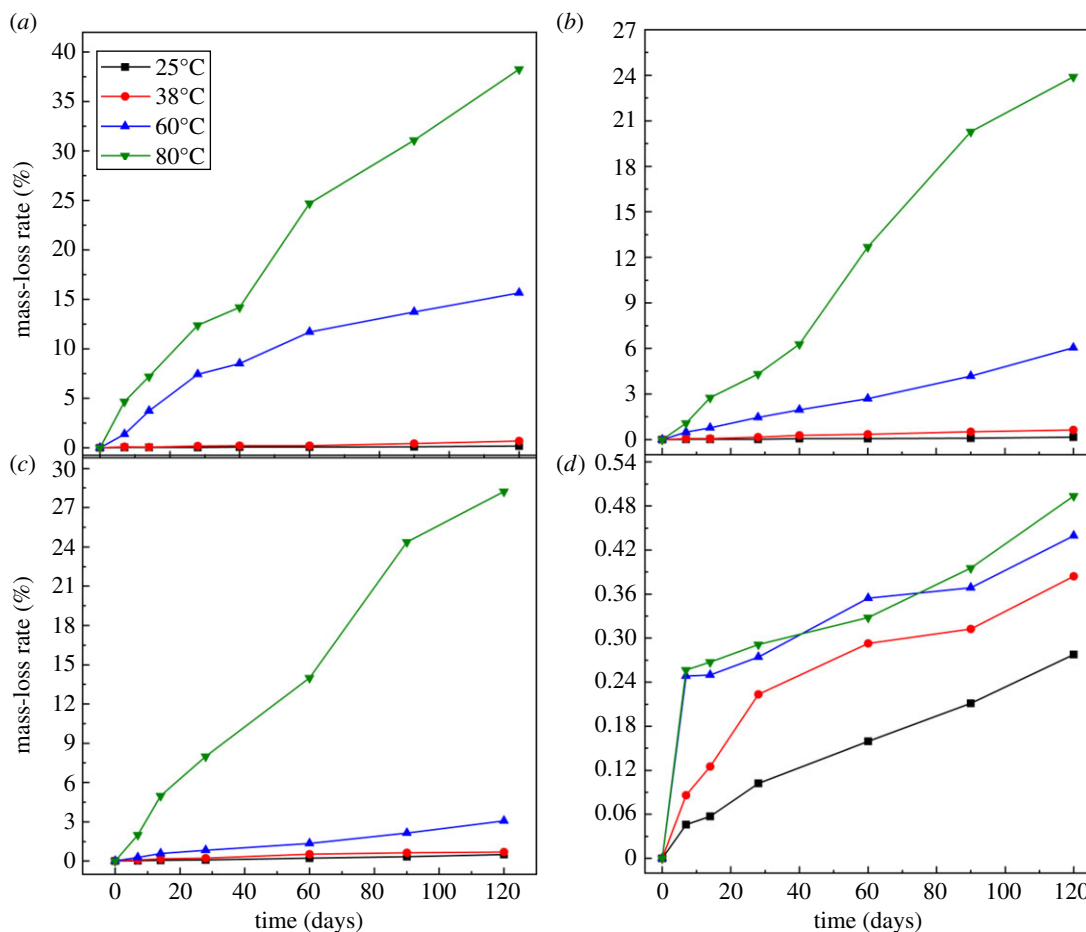 (a)
40
35
30
25
20
15
10
5
0
mass-loss rate (%)
25°C
38°C
60°C
80°C
(b)
27
24
21
18
15
12
9
6
3
0
(c)
30
27
24
21
18
15
12
9
6
3
0
mass-loss rate (%)
0 20 40 60 80 100 120
time (days)
(d)
0.54
0.48
0.42
0.36
0.30
0.24
0.18
0.12
0.06
0
0 20 40 60 80 100 120
time (days)